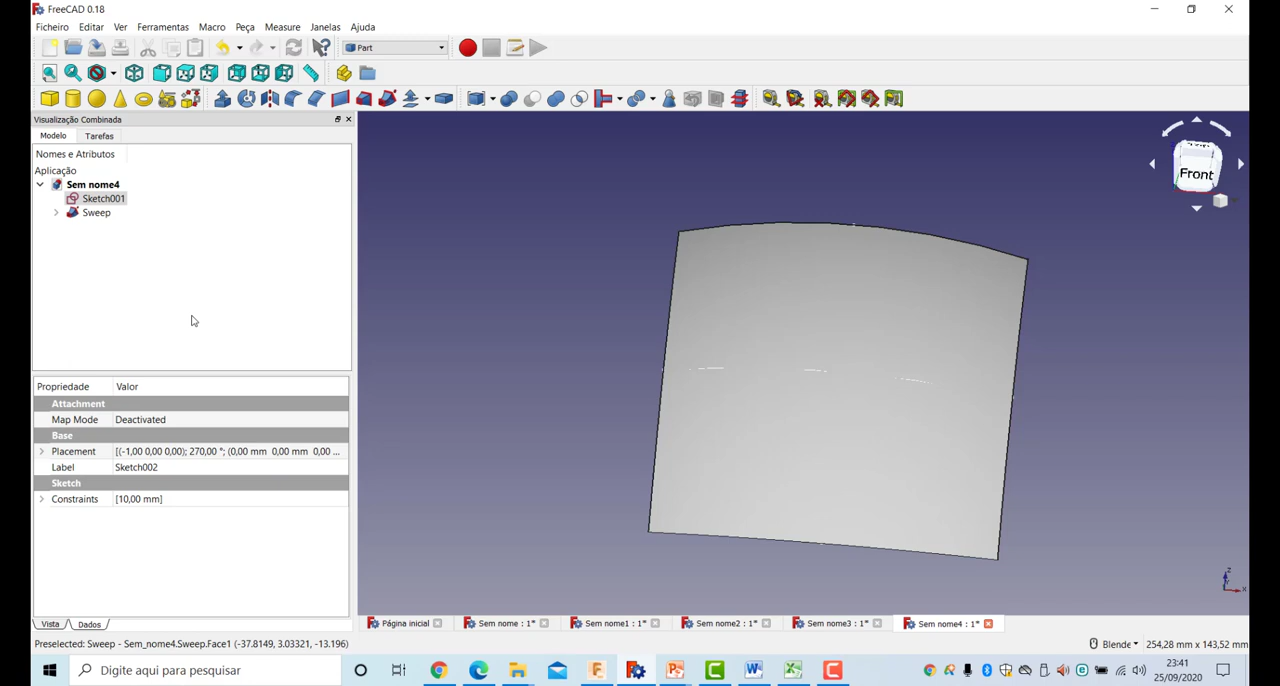 FreeCAD 0.18
Ficheiro Editar Ver Ferramentas Macro Peça Measure Janelas Ajuda
Part
Visualização Combinada
Modelo Tarefas
Nomes e Atributos
Aplicação
Sem nome4
Sketch001
Sweep
Front
Propriedade Valor
Attachment
Map Mode Deactivated
Base
Placement [(-1,00 0,00 0,00); 270,00 °; (0,00 mm 0,00 mm 0,00 ...
Label Sketch002
Sketch
Constraints [10,00 mm]
Z
X
Vista Dados
Página inicial Sem nome : 1* Sem nome1 : 1* Sem nome2 : 1* Sem nome3 : 1* Sem nome4 : 1*
Preselected: Sweep - Sem_nome4.Sweep.Face1 (-37.8149, 3.03321, -13.196) Blende 254,28 mm x 143,52 mm
Digite aqui para pesquisar
23:41
25/09/2020